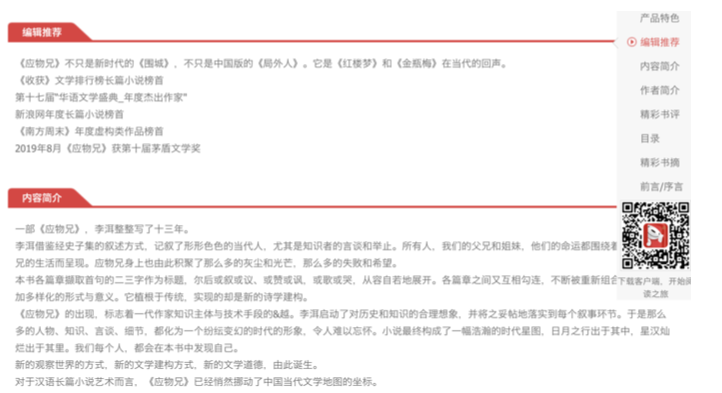 编辑推荐
《应物兄》不只是新时代的《围城》，不只是中国版的《局外人》。它是《红楼梦》和《金瓶梅》在当代的回声。
《收获》文学排行榜长篇小说榜首
第十七届"华语文学盛典_年度杰出作家"
新浪网年度长篇小说榜首
《南方周末》年度虚构类作品榜首
2019年8月《应物兄》获第十届茅盾文学奖
内容简介
一部《应物兄》，李洱整整写了十三年。
李洱借鉴经史子集的叙述方式，记叙了形形色色的当代人，尤其是知识者的言谈和举止。所有人，我们的父兄和姐妹，他们的命运都围绕着
兄的生活而呈现。应物兄身上也由此积聚了那么多的灰尘和光芒，那么多的失败和希望。
本书各篇章撷取首句的二三字作为标题，尔后或叙或议、或赞或讽，或歌或哭，从容自若地展开。各篇章之间又互相勾连，不断被重新组合
加多样化的形式与意义。它植根于传统，实现的却是新的诗学建构。
《应物兄》的出现，标志着一代作家知识主体与技术手段的&越。李洱启动了对历史和知识的合理想象，并将之妥帖地落实到每个叙事环节。于是那么
多的人物、知识、言谈、细节，都化为一个纷纭变幻的时代的形象，令人难以忘怀。小说最终构成了一幅浩瀚的时代星图，日月之行出于其中，星汉灿
烂出于其里。我们每个人，都会在本书中发现自己。
新的观察世界的方式，新的文学建构方式，新的文学道德，由此诞生。
对于汉语长篇小说艺术而言，《应物兄》已经悄然挪动了中国当代文学地图的坐标。
产品特色
编辑推荐
内容简介
作者简介
精彩书评
目录
精彩书摘
前言/序言
下载客户端，开始阅
读之旅